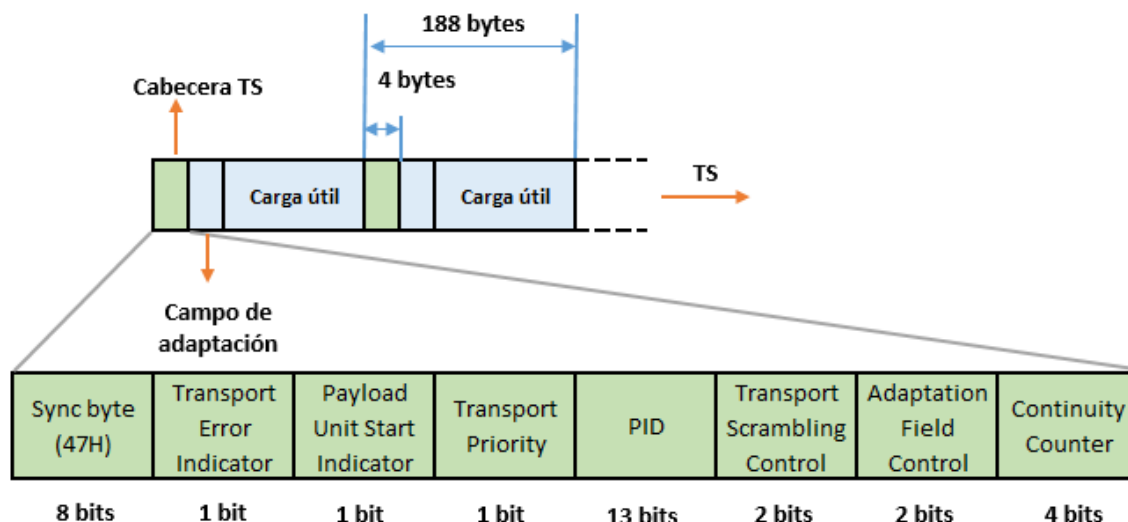 188 bytes
4 bytes
Cabecera TS
Carga útil
Carga útil
TS
Campo de
adaptación
Sync byte
(47H)
Transport
Error
Indicator
Payload
Unit Start
Indicator
Transport
Priority
PID
Transport
Scrambling
Control
Adaptation
Field
Control
Continuity
Counter
8 bits
1 bit
1 bit
1 bit
13 bits
2 bits
2 bits
4 bits